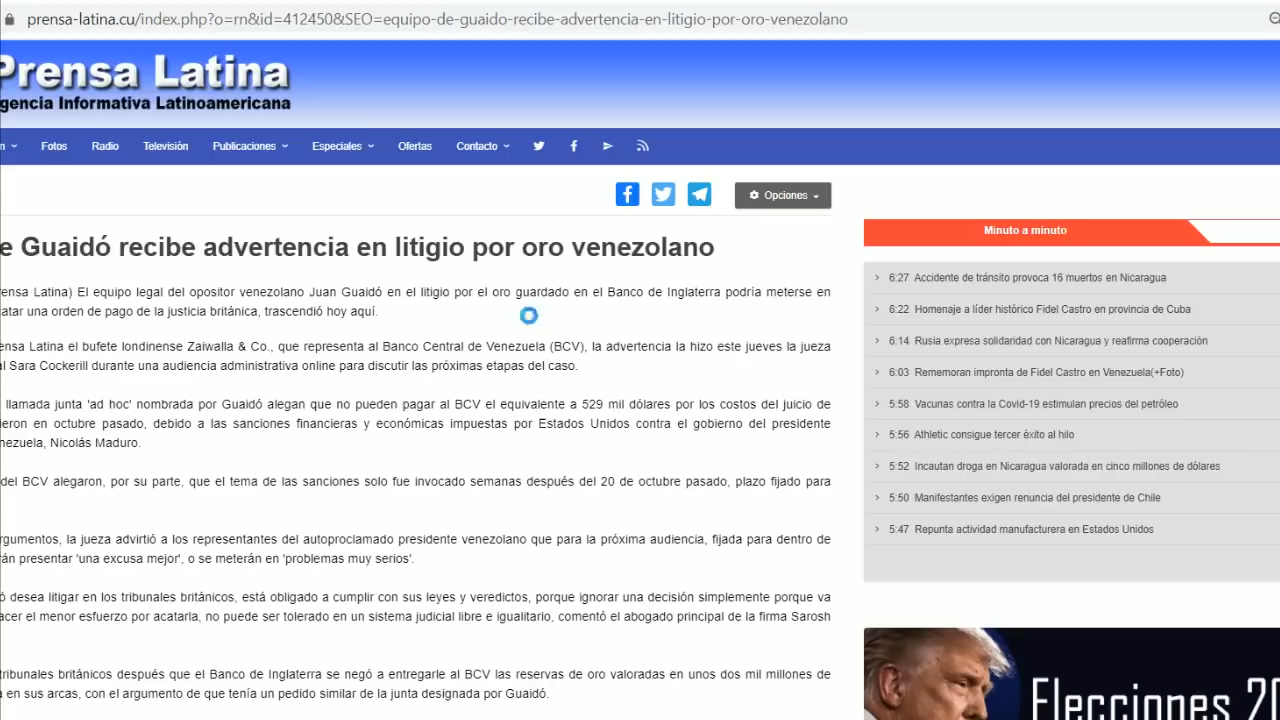 prensa-latina.cu/index.php?o=rn&id=412450&SEO=equipo-de-guaido-recibe-advertencia-en-litigio-por-oro-venezolano
Prensa Latina
gencia Informativa Latinoamericana
n Fotos Radio Televisión Publicaciones Especiales Ofertas Contacto
Opciones
e Guaidó recibe advertencia en litigio por oro venezolano
rensa Latina) El equipo legal del opositor venezolano Juan Guaidó en el litigio por el oro guardado en el Banco de Inglaterra podría meterse en
atar una orden de pago de la justicia británica, trascendió hoy aquí.
ensa Latina el bufete londinense Zaiwalla & Co., que representa al Banco Central de Venezuela (BCV), la advertencia la hizo este jueves la jueza
al Sara Cockerill durante una audiencia administrativa online para discutir las próximas etapas del caso.
llamada junta 'ad hoc' nombrada por Guaidó alegan que no pueden pagar al BCV el equivalente a 529 mil dólares por los costos del juicio de
ieron en octubre pasado, debido a las sanciones financieras y económicas impuestas por Estados Unidos contra el gobierno del presidente
nezuela, Nicolás Maduro.
del BCV alegaron, por su parte, que el tema de las sanciones solo fue invocado semanas después del 20 de octubre pasado, plazo fijado para
rgumentos, la jueza advirtió a los representantes del autoproclamado presidente venezolano que para la próxima audiencia, fijada para dentro de
rán presentar 'una excusa mejor', o se meterán en 'problemas muy serios'.
ó desea litigar en los tribunales británicos, está obligado a cumplir con sus leyes y veredictos, porque ignorar una decisión simplemente porque va
acer el menor esfuerzo por acatarla, no puede ser tolerado en un sistema judicial libre e igualitario, comentó el abogado principal de la firma Sarosh
tribunales británicos después que el Banco de Inglaterra se negó a entregarle al BCV las reservas de oro valoradas en unos dos mil millones de
a en sus arcas, con el argumento de que tenía un pedido similar de la junta designada por Guaidó.
Minuto a minuto
6:27 Accidente de tránsito provoca 16 muertos en Nicaragua
6:22 Homenaje a líder histórico Fidel Castro en provincia de Cuba
6:14 Rusia expresa solidaridad con Nicaragua y reafirma cooperación
6:03 Rememoran impronta de Fidel Castro en Venezuela(+Foto)
5:58 Vacunas contra la Covid-19 estimulan precios del petróleo
5:56 Athletic consigue tercer éxito al hilo
5:52 Incautan droga en Nicaragua valorada en cinco millones de dólares
5:50 Manifestantes exigen renuncia del presidente de Chile
5:47 Repunta actividad manufacturera en Estados Unidos
Elecciones 20